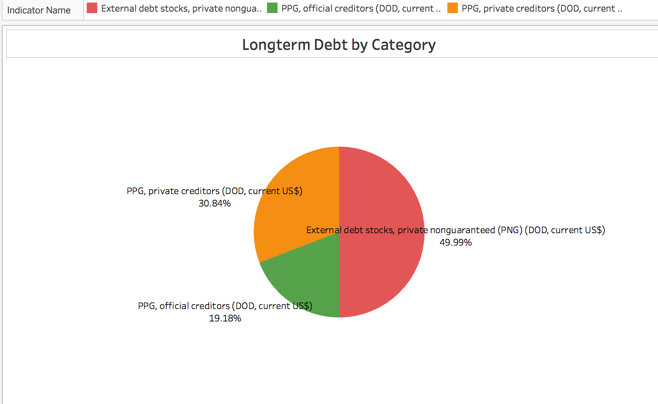 Indicator Name
External debt stocks, private nongua..
PPG, official creditors (DOD, current ..
PPG, private creditors (DOD, current ..
Longterm Debt by Category
PPG, private creditors (DOD, current US$)
30.84%
External debt stocks, private nonguaranteed (PNG) (DOD, current US$)
49.99%
PPG, official creditors (DOD, current US$)
19.18%